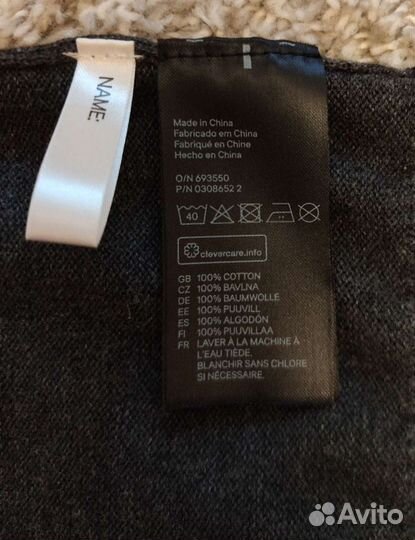 NAME:
Made in China
Fabricado em China
Fabriqué en Chine
Hecho en China
O/N 693550
P/N 0308652 2
40
clevercare.info
GB 100% COTTON
CZ 100% BAVLNA
DE 100% BAUMWOLLE
EE 100% PUUVILL
ES 100% ALGODÓN
FI 100% PUUVILLAA
FR LAVER À LA MACHINE À
L'EAU TIÈDE.
BLANCHIR SANS CHLORE
SI NÉCESSAIRE.
Avito